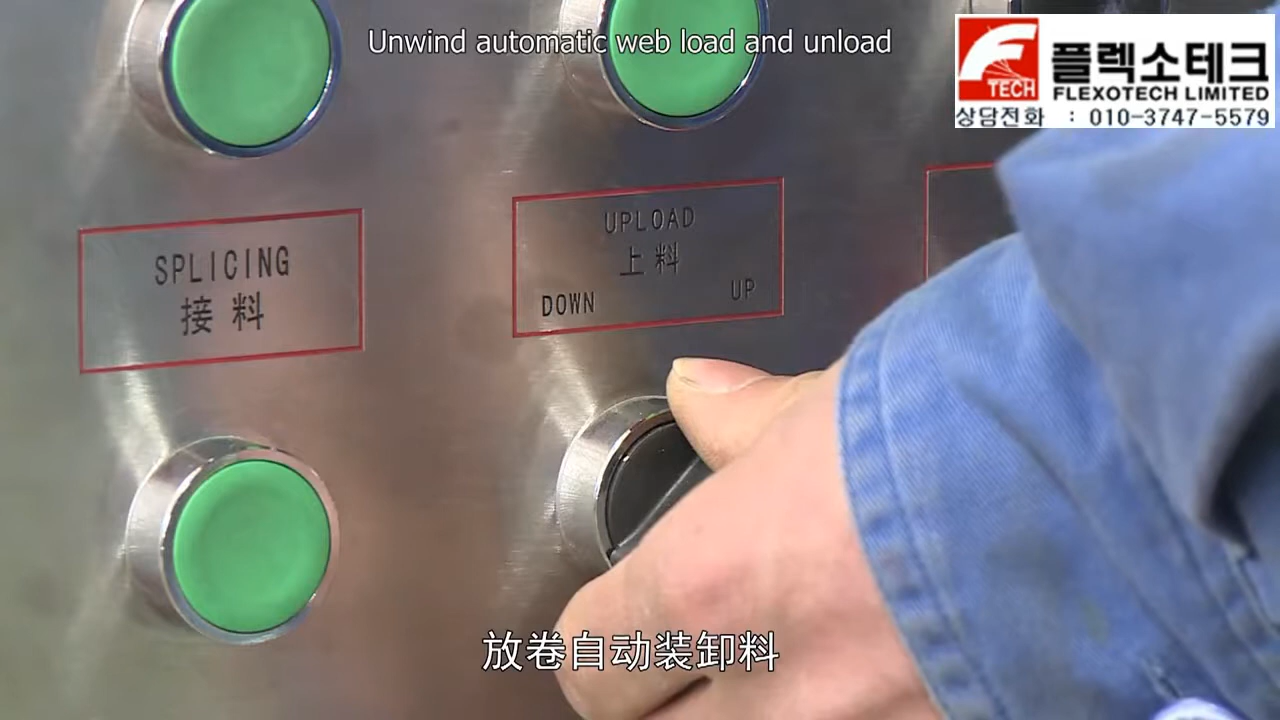 Unwind automatic web load and unload
TECH
플렉소테크
FLEXOTECH LIMITED
상담전화 : 010-3747-5579
SPLICING
接料
UPLOAD
上料
DOWN UP
放卷自动装卸料